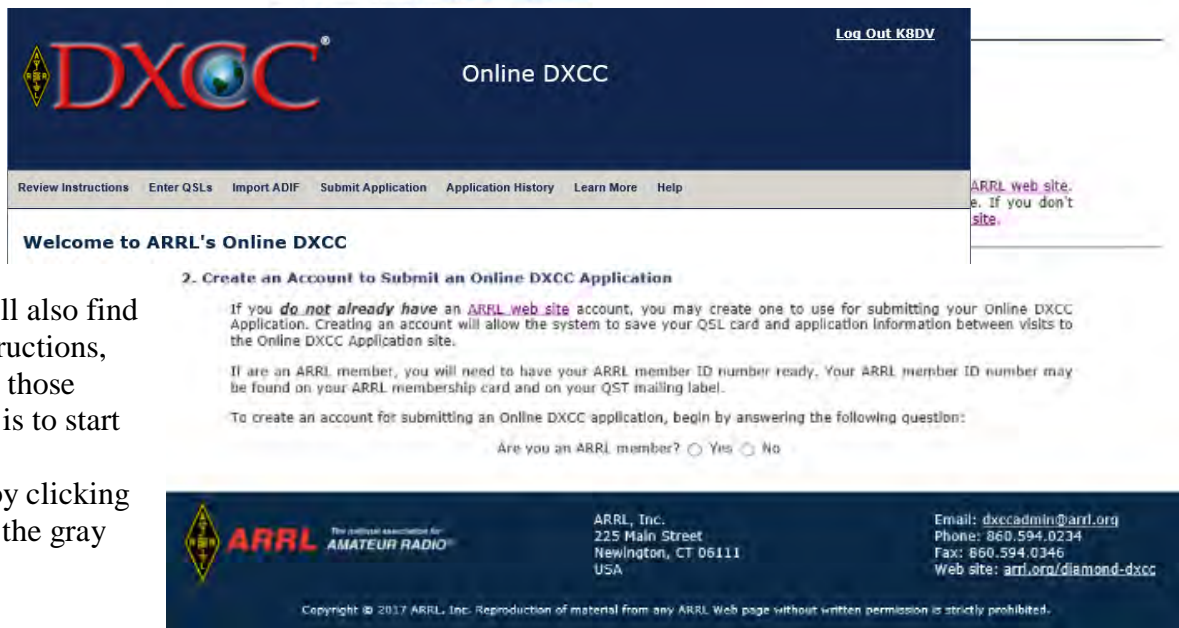 Log Out K8DV
DXCC®
Online DXCC
Review Instructions Enter QSLs Import ADIF Submit Application Application History Learn More Help
ARRL web site.
e. If you don't
site.
Welcome to ARRL's Online DXCC
2. Create an Account to Submit an Online DXCC Application
ll also find
ructions,
those
is to start
by clicking
the gray
If you do not already have an ARRL web site account, you may create one to use for submitting your Online DXCC
Application. Creating an account will allow the system to save your QSL card and application information between visits to
the Online DXCC Application site.
If are an ARRL member, you will need to have your ARRL member ID number ready. Your ARRL member ID number may
be found on your ARRL membership card and on your QST mailing label.
To create an account for submitting an Online DXCC application, begin by answering the following question:
Are you an ARRL member? Yes No
ARRL The national association for
AMATEUR RADIO®
ARRL, Inc.
225 Main Street
Newington, CT 06111
USA
Email: dxccadmin@arrl.org
Phone: 860.594.0234
Fax: 860.594.0346
Web site: arrl.org/diamond-dxcc
Copyright © 2017 ARRL, Inc. Reproduction of material from any ARRL Web page without written permission is strictly prohibited.